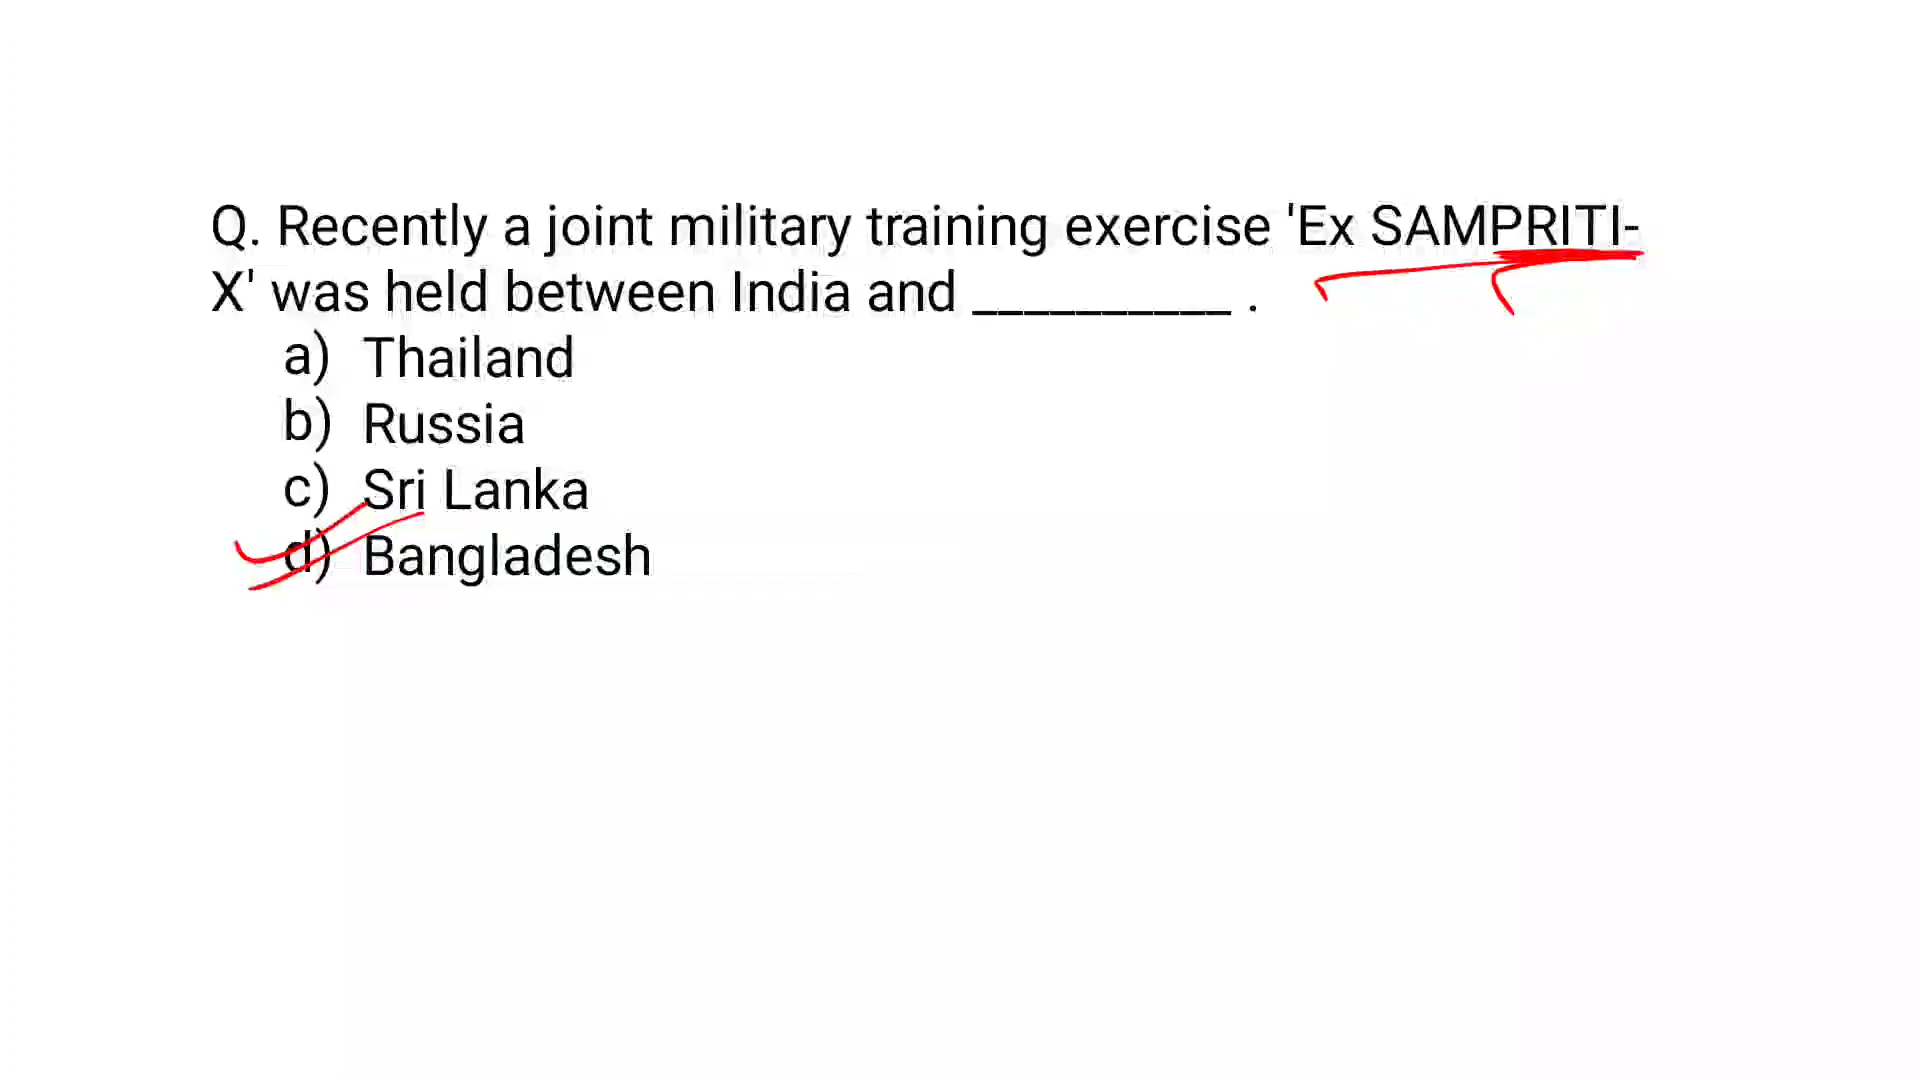 Q. Recently a joint military training exercise 'Ex SAMPRITI-
X' was held between India and __________ .
a) Thailand
b) Russia
c) Sri Lanka
d) Bangladesh